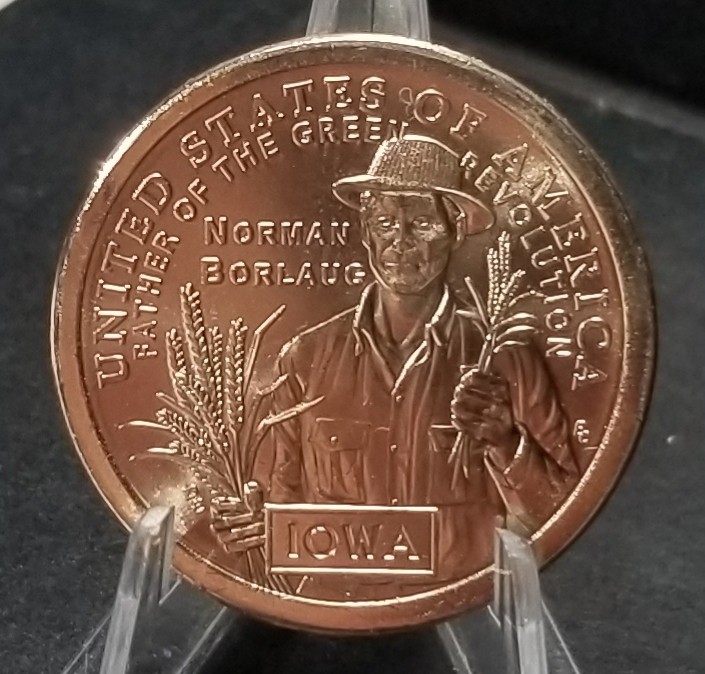 UNITED STATES OF AMERICA
FATHER OF THE GREEN REVOLUTION
NORMAN
BORLAUG
IOWA